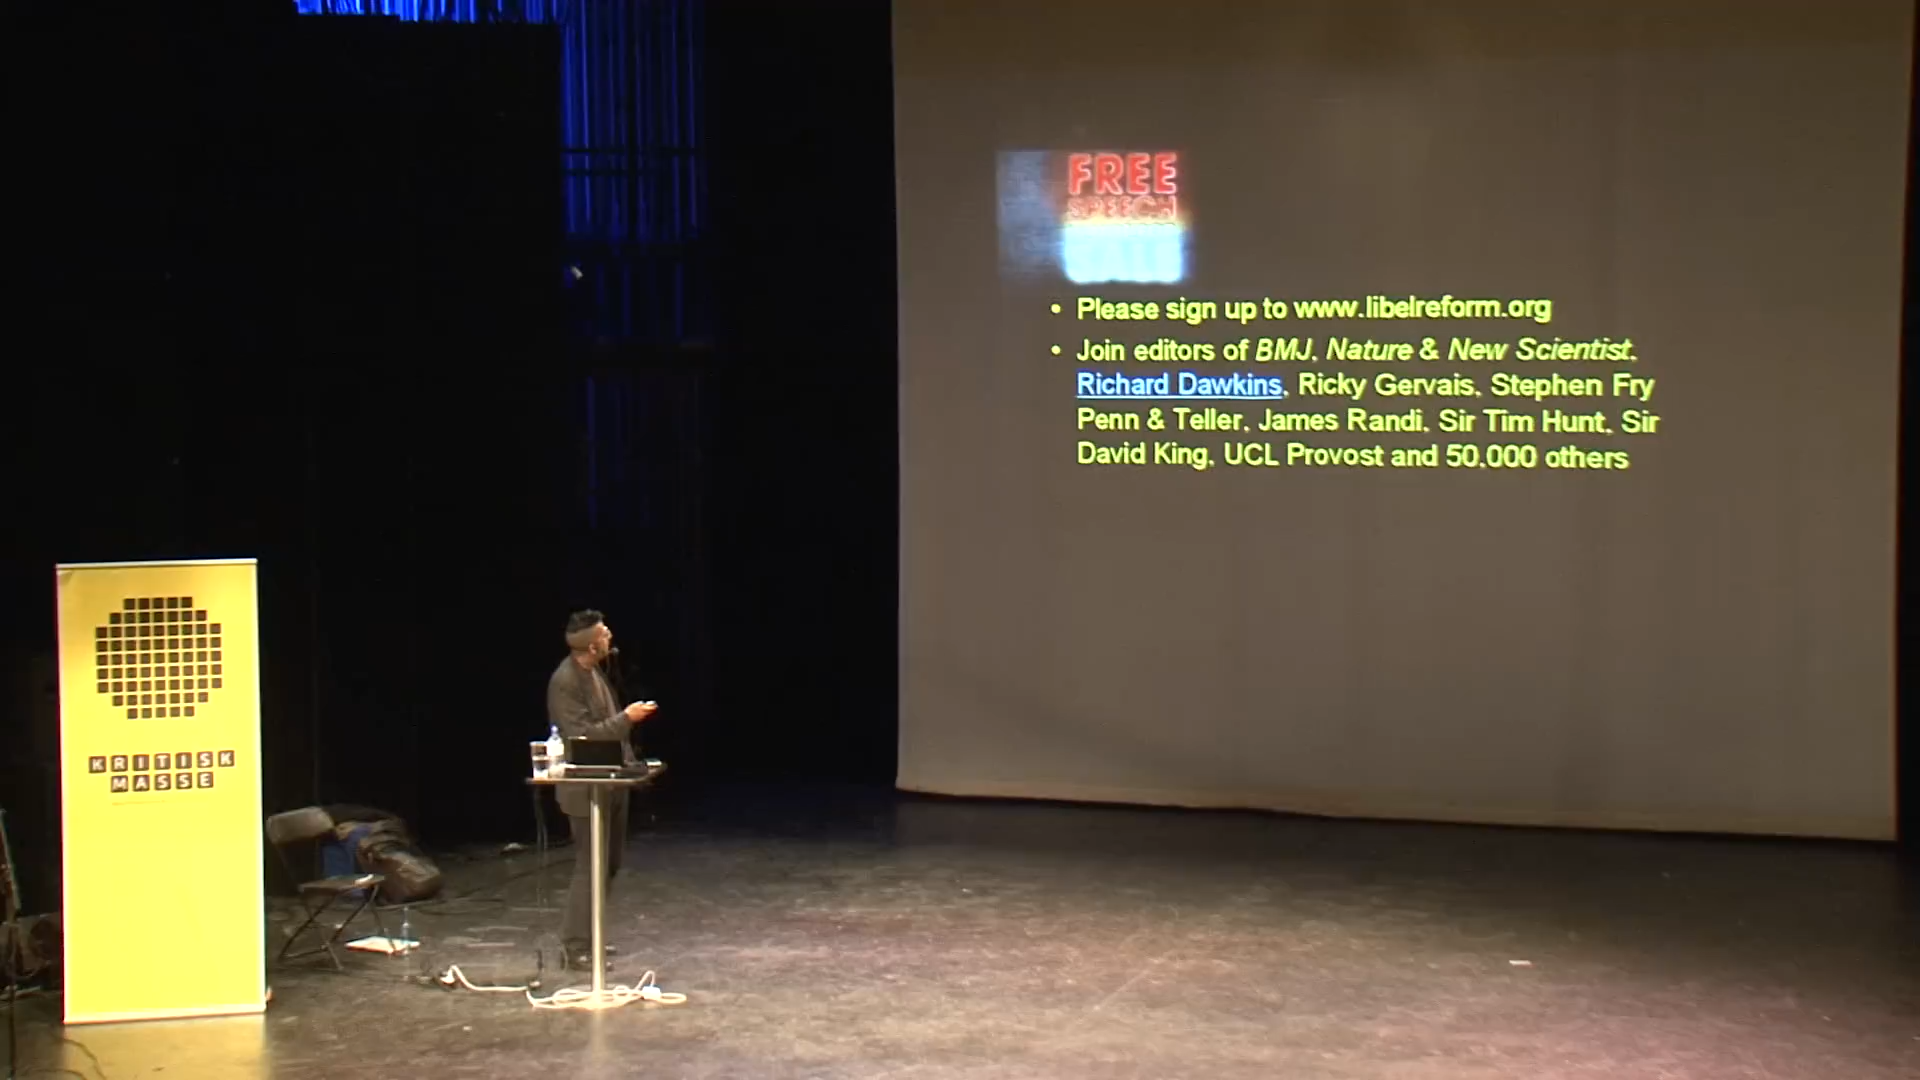 FREE
SPEECH
• Please sign up to www.libelreform.org
• Join editors of BMJ, Nature & New Scientist,
Richard Dawkins, Ricky Gervais, Stephen Fry
Penn & Teller, James Randi, Sir Tim Hunt, Sir
David King, UCL Provost and 50,000 others
KRITISK
MASSE